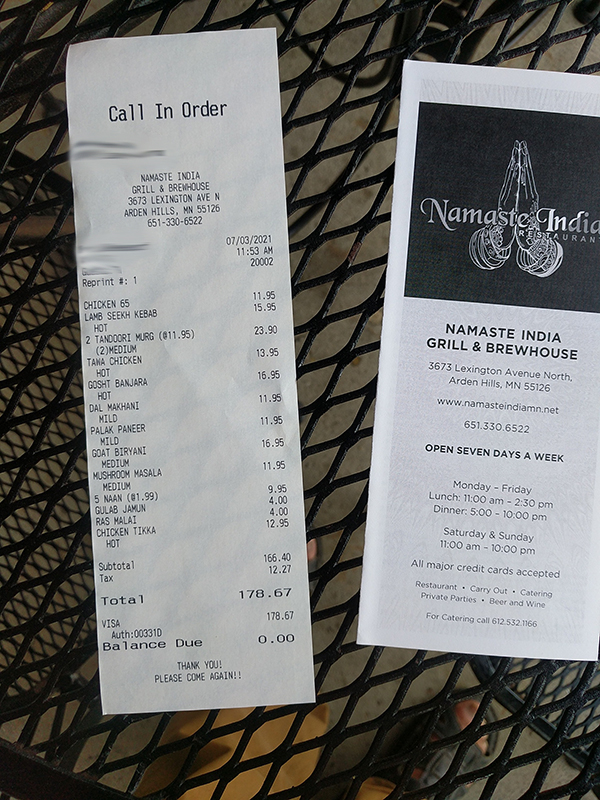 Call In Order
NAMASTE INDIA
GRILL & BREWHOUSE
3673 LEXINGTON AVE N
ARDEN HILLS, MN 55126
651-330-6522
07/03/2021
11:53 AM
20002
Reprint #: 1
CHICKEN 65 11.95
LAMB SEEKH KEBAB 15.95
HOT
2 TANDOORI MURG (@11.95) 23.90
(2)MEDIUM
TAWA CHICKEN 13.95
HOT
GOSHT BANJARA 16.95
HOT
DAL MAKHANI 11.95
MILD
PALAK PANEER 11.95
MILD
GOAT BIRYANI 16.95
MEDIUM
MUSHROOM MASALA 11.95
MEDIUM
5 NAAN (@1.99) 9.95
GULAB JAMUN 4.00
RAS MALAI 4.00
CHICKEN TIKKA 12.95
HOT
Subtotal 166.40
Tax 12.27
Total 178.67
VISA 178.67
Auth:00331D
Balance Due 0.00
THANK YOU!
PLEASE COME AGAIN!!
Namaste India
RESTAURANT
NAMASTE INDIA
GRILL & BREWHOUSE
3673 Lexington Avenue North,
Arden Hills, MN 55126
www.namasteindiamn.net
651.330.6522
OPEN SEVEN DAYS A WEEK
Monday – Friday
Lunch: 11:00 am – 2:30 pm
Dinner: 5:00 – 10:00 pm
Saturday & Sunday
11:00 am – 10:00 pm
All major credit cards accepted
Restaurant • Carry Out • Catering
Private Parties • Beer and Wine
For Catering call 612.532.1166